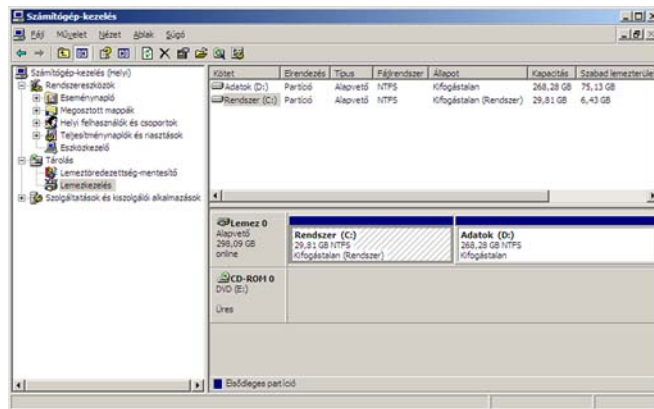 Számítógép-kezelés
Fájl Művelet Nézet Ablak Súgó
Számítógép-kezelés (Helyi)
Rendszereszközök
Eseménynapló
Megosztott mappák
Helyi felhasználók és csoportok
Teljesítménynaplók és riasztások
Eszközkezelő
Tárolás
Lemeztöredezettség-mentesítő
Lemezkezelés
Szolgáltatások és kiszolgálói alkalmazások
Kötet Elrendezés Típus Fájlrendszer Állapot Kapacitás Szabad lemezterüle
Adatok (D:) Partíció Alapvető NTFS Kifogástalan 268,28 GB 75,13 GB
Rendszer (C:) Partíció Alapvető NTFS Kifogástalan (Rendszer) 29,81 GB 6,43 GB
Lemez 0
Alapvető
298,09 GB
online
Rendszer (C:)
29,81 GB NTFS
Kifogástalan (Rendszer)
Adatok (D:)
268,28 GB NTFS
Kifogástalan
CD-ROM 0
DVD (E:)
Üres
Elsődleges partíció